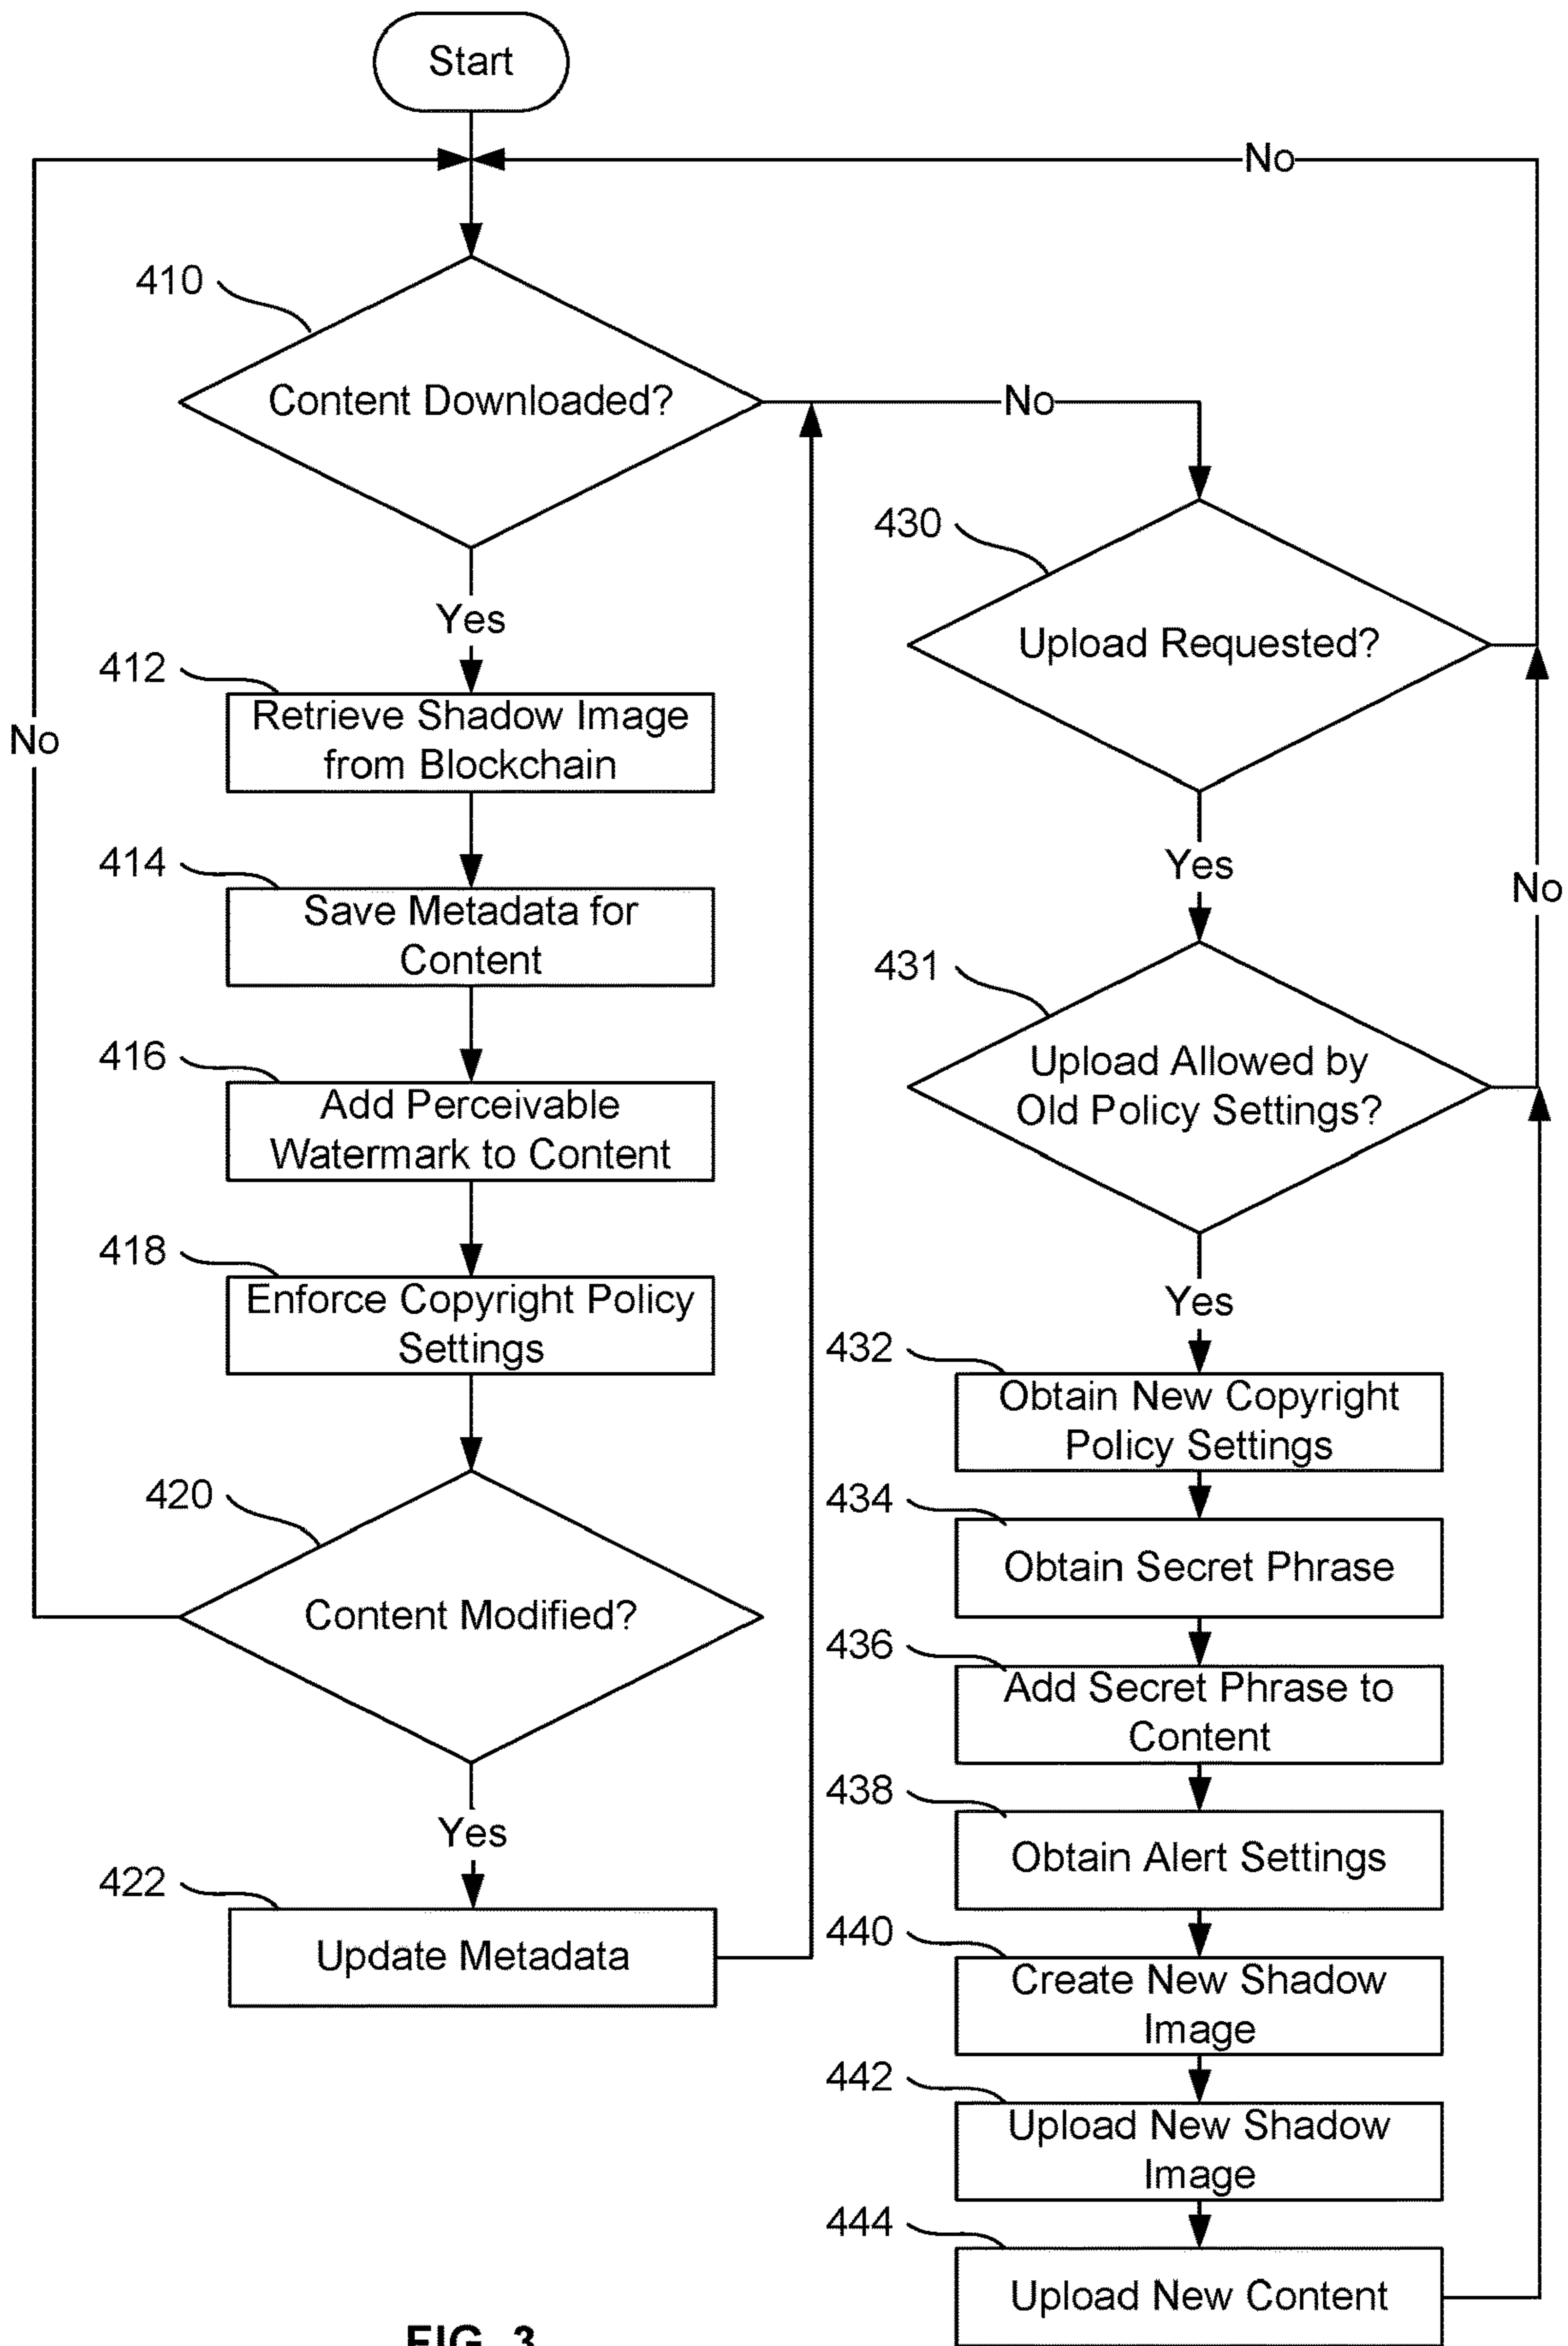 Start
No
410
Content Downloaded?
No
430
Upload Requested?
Yes
412
Retrieve Shadow Image
from Blockchain
No
Yes
No
414
Save Metadata for
Content
431
Upload Allowed by
Old Policy Settings?
416
Add Perceivable
Watermark to Content
418
Enforce Copyright Policy
Settings
Yes
432
Obtain New Copyright
Policy Settings
420
Content Modified?
434
Obtain Secret Phrase
436
Add Secret Phrase to
Content
Yes
438
Obtain Alert Settings
422
Update Metadata
440
Create New Shadow
Image
442
Upload New Shadow
Image
444
Upload New Content
FIG. 3